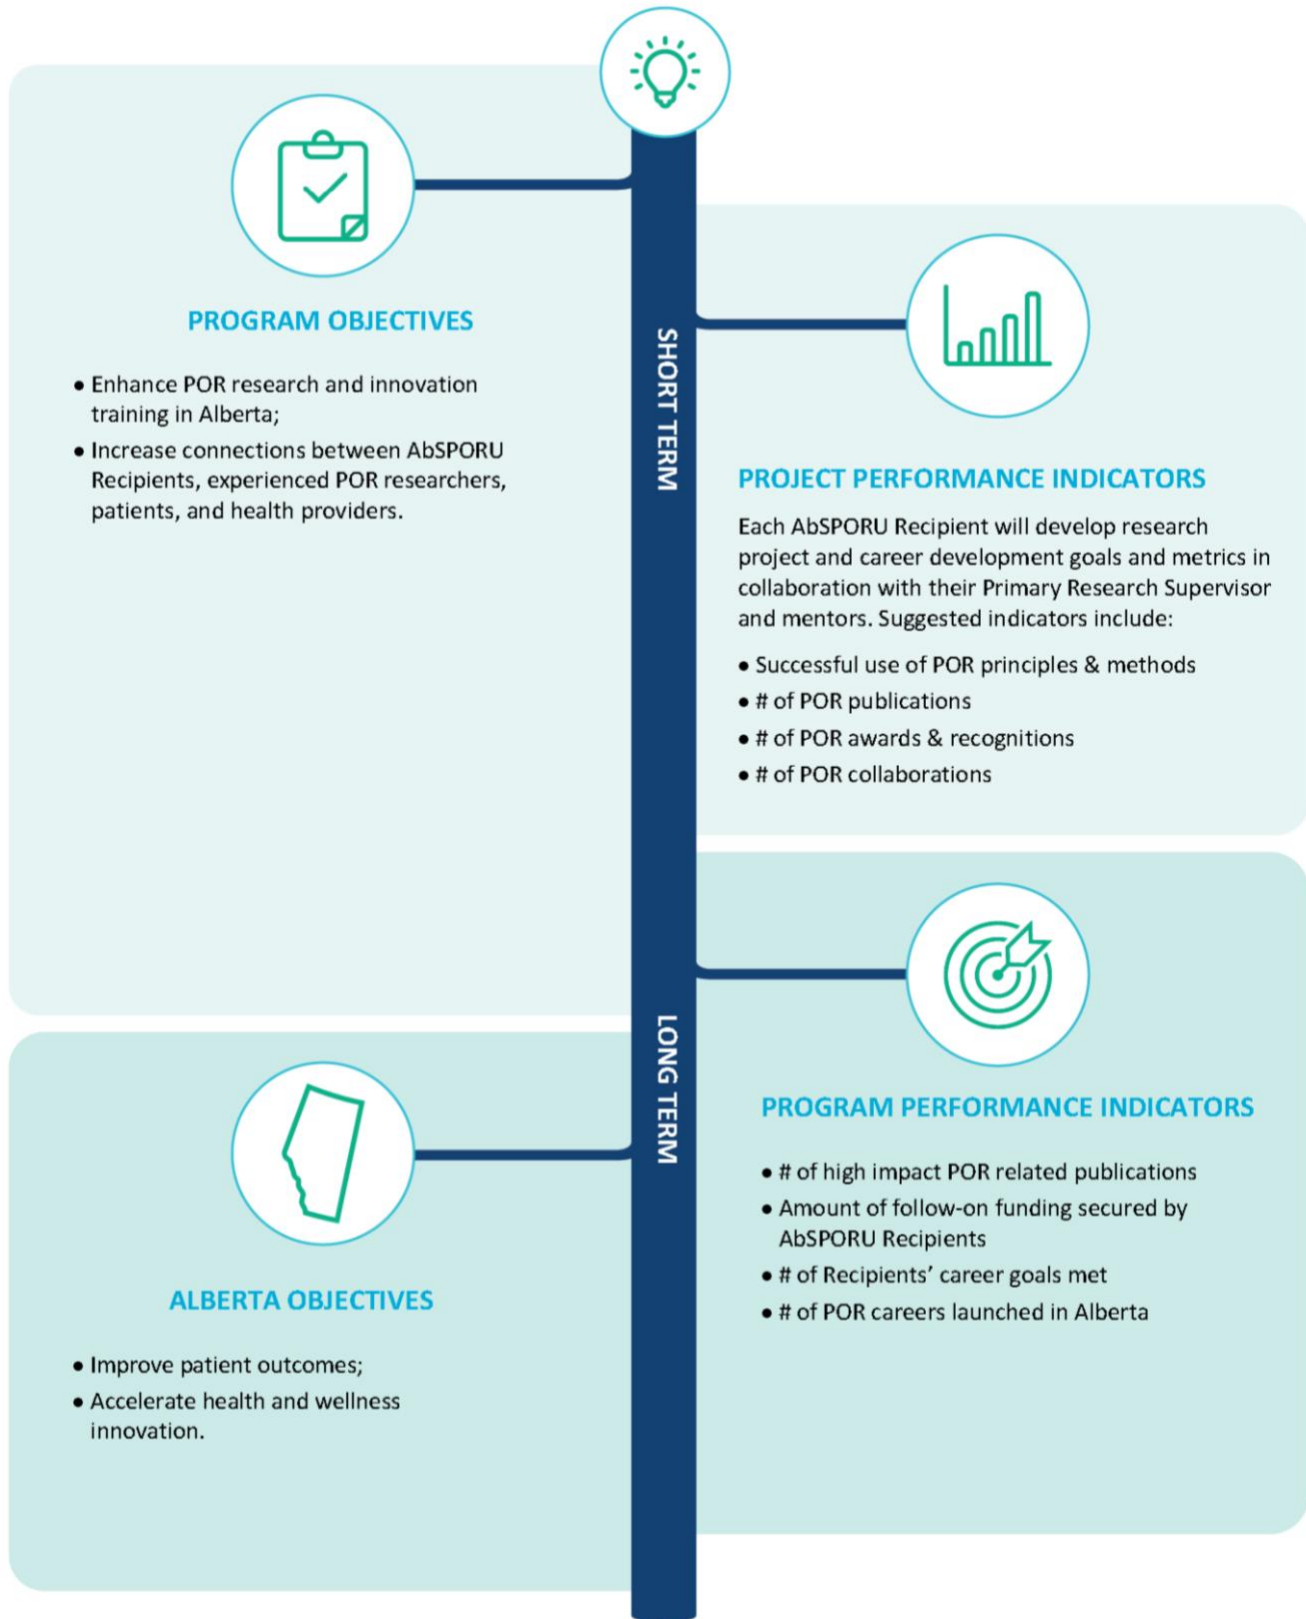 PROGRAM OBJECTIVES
● Enhance POR research and innovation
training in Alberta;
● Increase connections between AbSPORU
Recipients, experienced POR researchers,
patients, and health providers.
SHORT TERM
PROJECT PERFORMANCE INDICATORS
Each AbSPORU Recipient will develop research
project and career development goals and metrics in
collaboration with their Primary Research Supervisor
and mentors. Suggested indicators include:
● Successful use of POR principles & methods
● # of POR publications
● # of POR awards & recognitions
● # of POR collaborations
LONG TERM
ALBERTA OBJECTIVES
● Improve patient outcomes;
● Accelerate health and wellness
innovation.
PROGRAM PERFORMANCE INDICATORS
● # of high impact POR related publications
● Amount of follow-on funding secured by
AbSPORU Recipients
● # of Recipients’ career goals met
● # of POR careers launched in Alberta